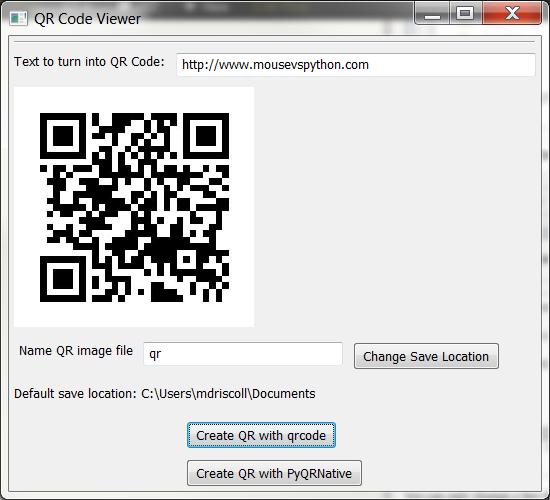 QR Code Viewer
Text to turn into QR Code: http://www.mousevspython.com
Name QR image file qr Change Save Location
Default save location: C:\Users\mdriscoll\Documents
Create QR with qrcode
Create QR with PyQRNative